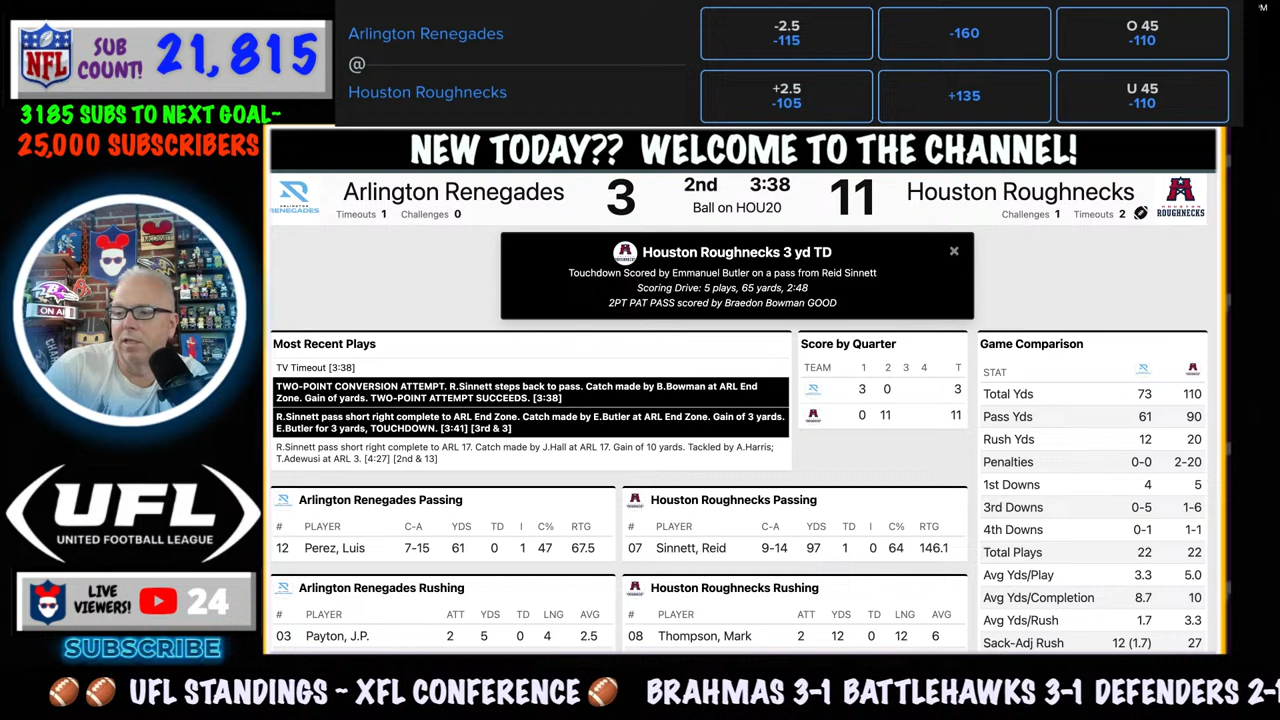 NFL
SUB
COUNT!
21,815
3185 SUBS TO NEXT GOAL~
25,000 SUBSCRIBERS
Arlington Renegades
@
Houston Roughnecks
-2.5
-115
-160
O 45
-110
+2.5
-105
+135
U 45
-110
NEW TODAY?? WELCOME TO THE CHANNEL!
ARLINGTON
RENEGADES
Arlington Renegades
Timeouts 1 Challenges 0
3
2nd 3:38
Ball on HOU20
11
Houston Roughnecks
Challenges 1 Timeouts 2
HOUSTON
ROUGHNECKS
Houston Roughnecks 3 yd TD
Touchdown Scored by Emmanuel Butler on a pass from Reid Sinnett
Scoring Drive: 5 plays, 65 yards, 2:48
2PT PAT PASS scored by Braedon Bowman GOOD
Most Recent Plays
TV Timeout [3:38]
TWO-POINT CONVERSION ATTEMPT. R.Sinnett steps back to pass. Catch made by B.Bowman at ARL End
Zone. Gain of yards. TWO-POINT ATTEMPT SUCCEEDS. [3:38]
R.Sinnett pass short right complete to ARL End Zone. Catch made by E.Butler at ARL End Zone. Gain of 3 yards.
E.Butler for 3 yards, TOUCHDOWN. [3:41] [3rd & 3]
R.Sinnett pass short right complete to ARL 17. Catch made by J.Hall at ARL 17. Gain of 10 yards. Tackled by A.Harris;
T.Adewusi at ARL 3. [4:27] [2nd & 13]
Score by Quarter
TEAM 1 2 3 4 T
3 0 3
0 11 11
Game Comparison
STAT
Total Yds 73 110
Pass Yds 61 90
Rush Yds 12 20
Penalties 0-0 2-20
1st Downs 4 5
3rd Downs 0-5 1-6
4th Downs 0-1 1-1
Total Plays 22 22
Avg Yds/Play 3.3 5.0
Avg Yds/Completion 8.7 10
Avg Yds/Rush 1.7 3.3
Sack-Adj Rush 12 (1.7) 27
Arlington Renegades Passing
# PLAYER C-A YDS TD I C% RTG
12 Perez, Luis 7-15 61 0 1 47 67.5
Houston Roughnecks Passing
# PLAYER C-A YDS TD I C% RTG
07 Sinnett, Reid 9-14 97 1 0 64 146.1
Arlington Renegades Rushing
# PLAYER ATT YDS TD LNG AVG
03 Payton, J.P. 2 5 0 4 2.5
Houston Roughnecks Rushing
# PLAYER ATT YDS TD LNG AVG
08 Thompson, Mark 2 12 0 12 6
ON AIR
UFL
UNITED FOOTBALL LEAGUE
LIVE
VIEWERS!
24
SUBSCRIBE
UFL STANDINGS ~ XFL CONFERENCE BRAHMAS 3-1 BATTLEHAWKS 3-1 DEFENDERS 2-